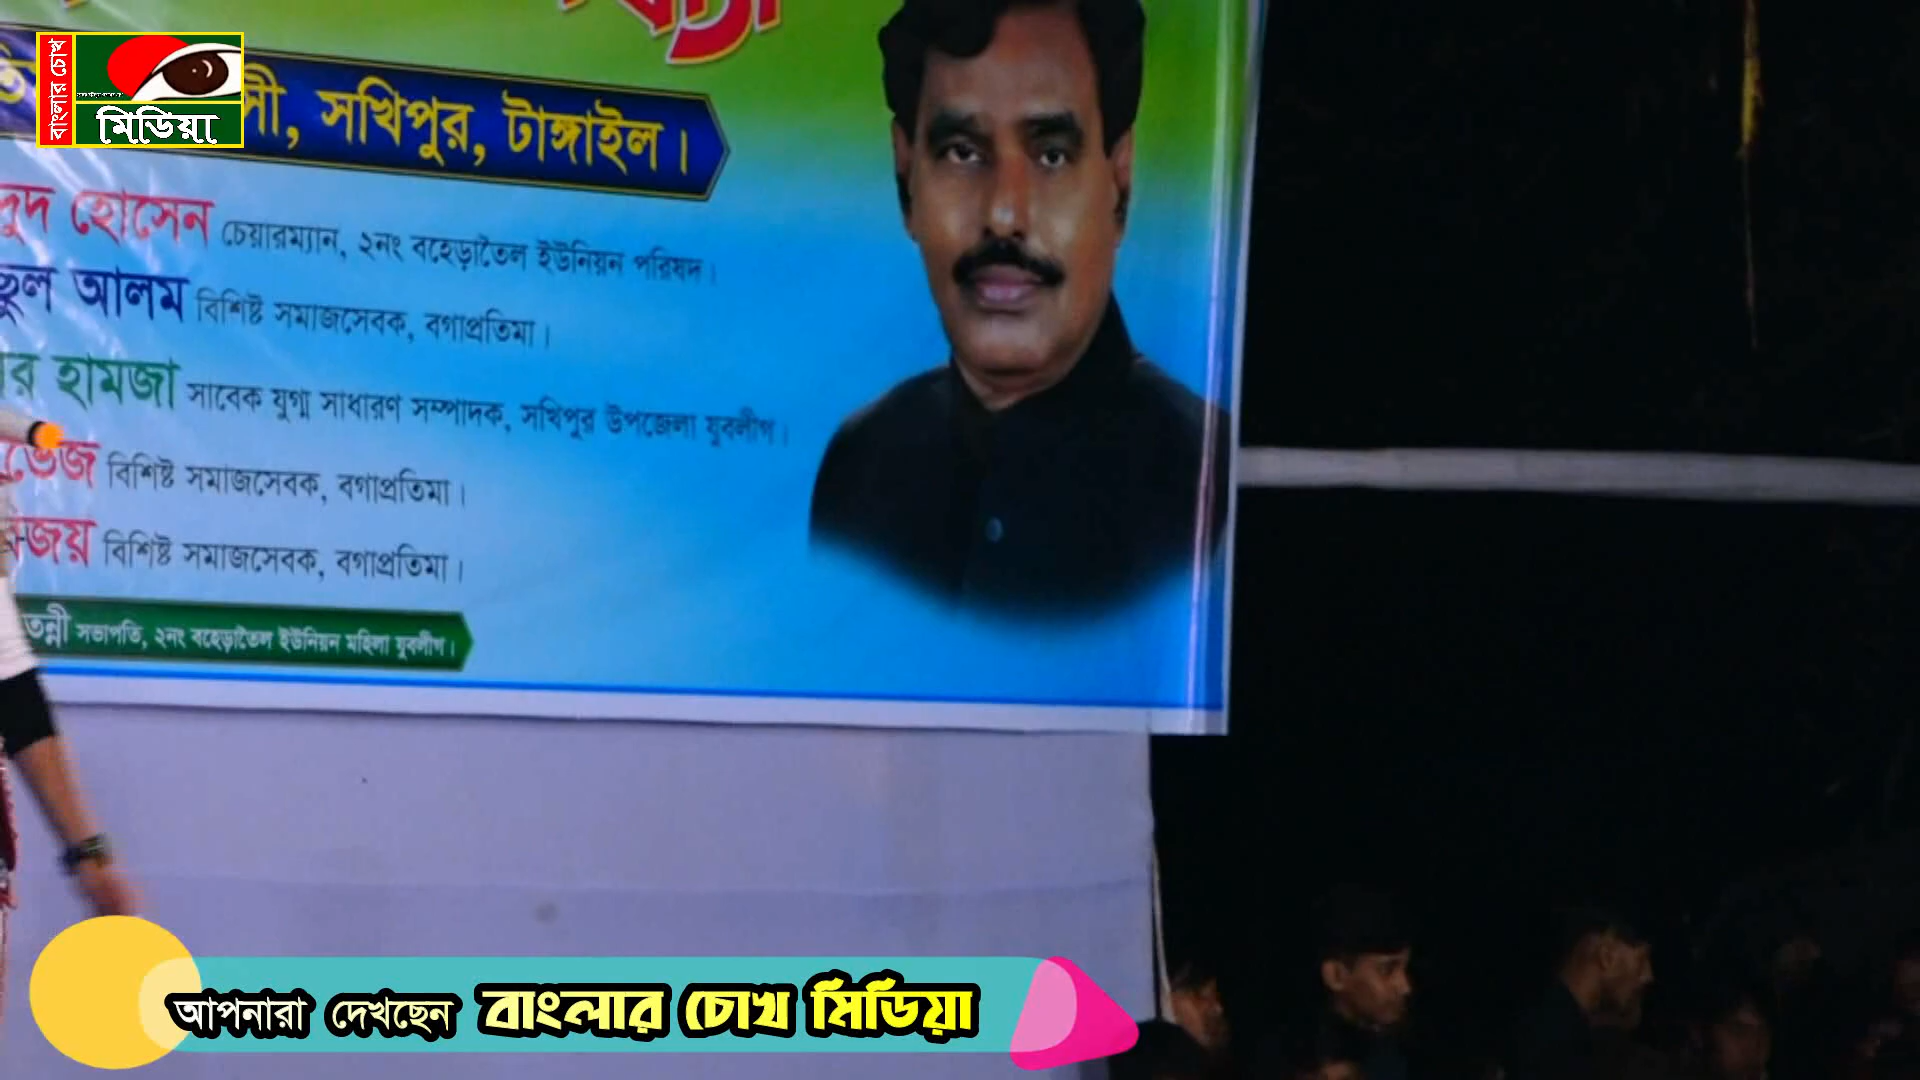 বাংলার চোখ
মিডিয়া
সখিপুর, টাঙ্গাইল।
হোসেন চেয়ারম্যান, ২নং বহেড়াতৈল ইউনিয়ন পরিষদ।
আলম বিশিষ্ট সমাজসেবক, বগাপ্রতিমা।
হামজা সাবেক যুগ্ম সাধারণ সম্পাদক, সখিপুর উপজেলা যুবলীগ।
বিশিষ্ট সমাজসেবক, বগাপ্রতিমা।
বিশিষ্ট সমাজসেবক, বগাপ্রতিমা।
তন্নী সভাপতি, ২নং বহেড়াতৈল ইউনিয়ন মহিলা যুবলীগ।
আপনারা দেখছেন বাংলার চোখ মিডিয়া